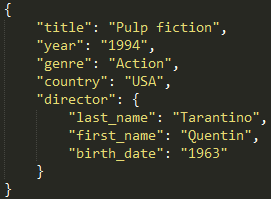 {
    "title": "Pulp fiction",
    "year": "1994",
    "genre": "Action",
    "country": "USA",
    "director": {
        "last_name": "Tarantino",
        "first_name": "Quentin",
        "birth_date": "1963"
    }
}